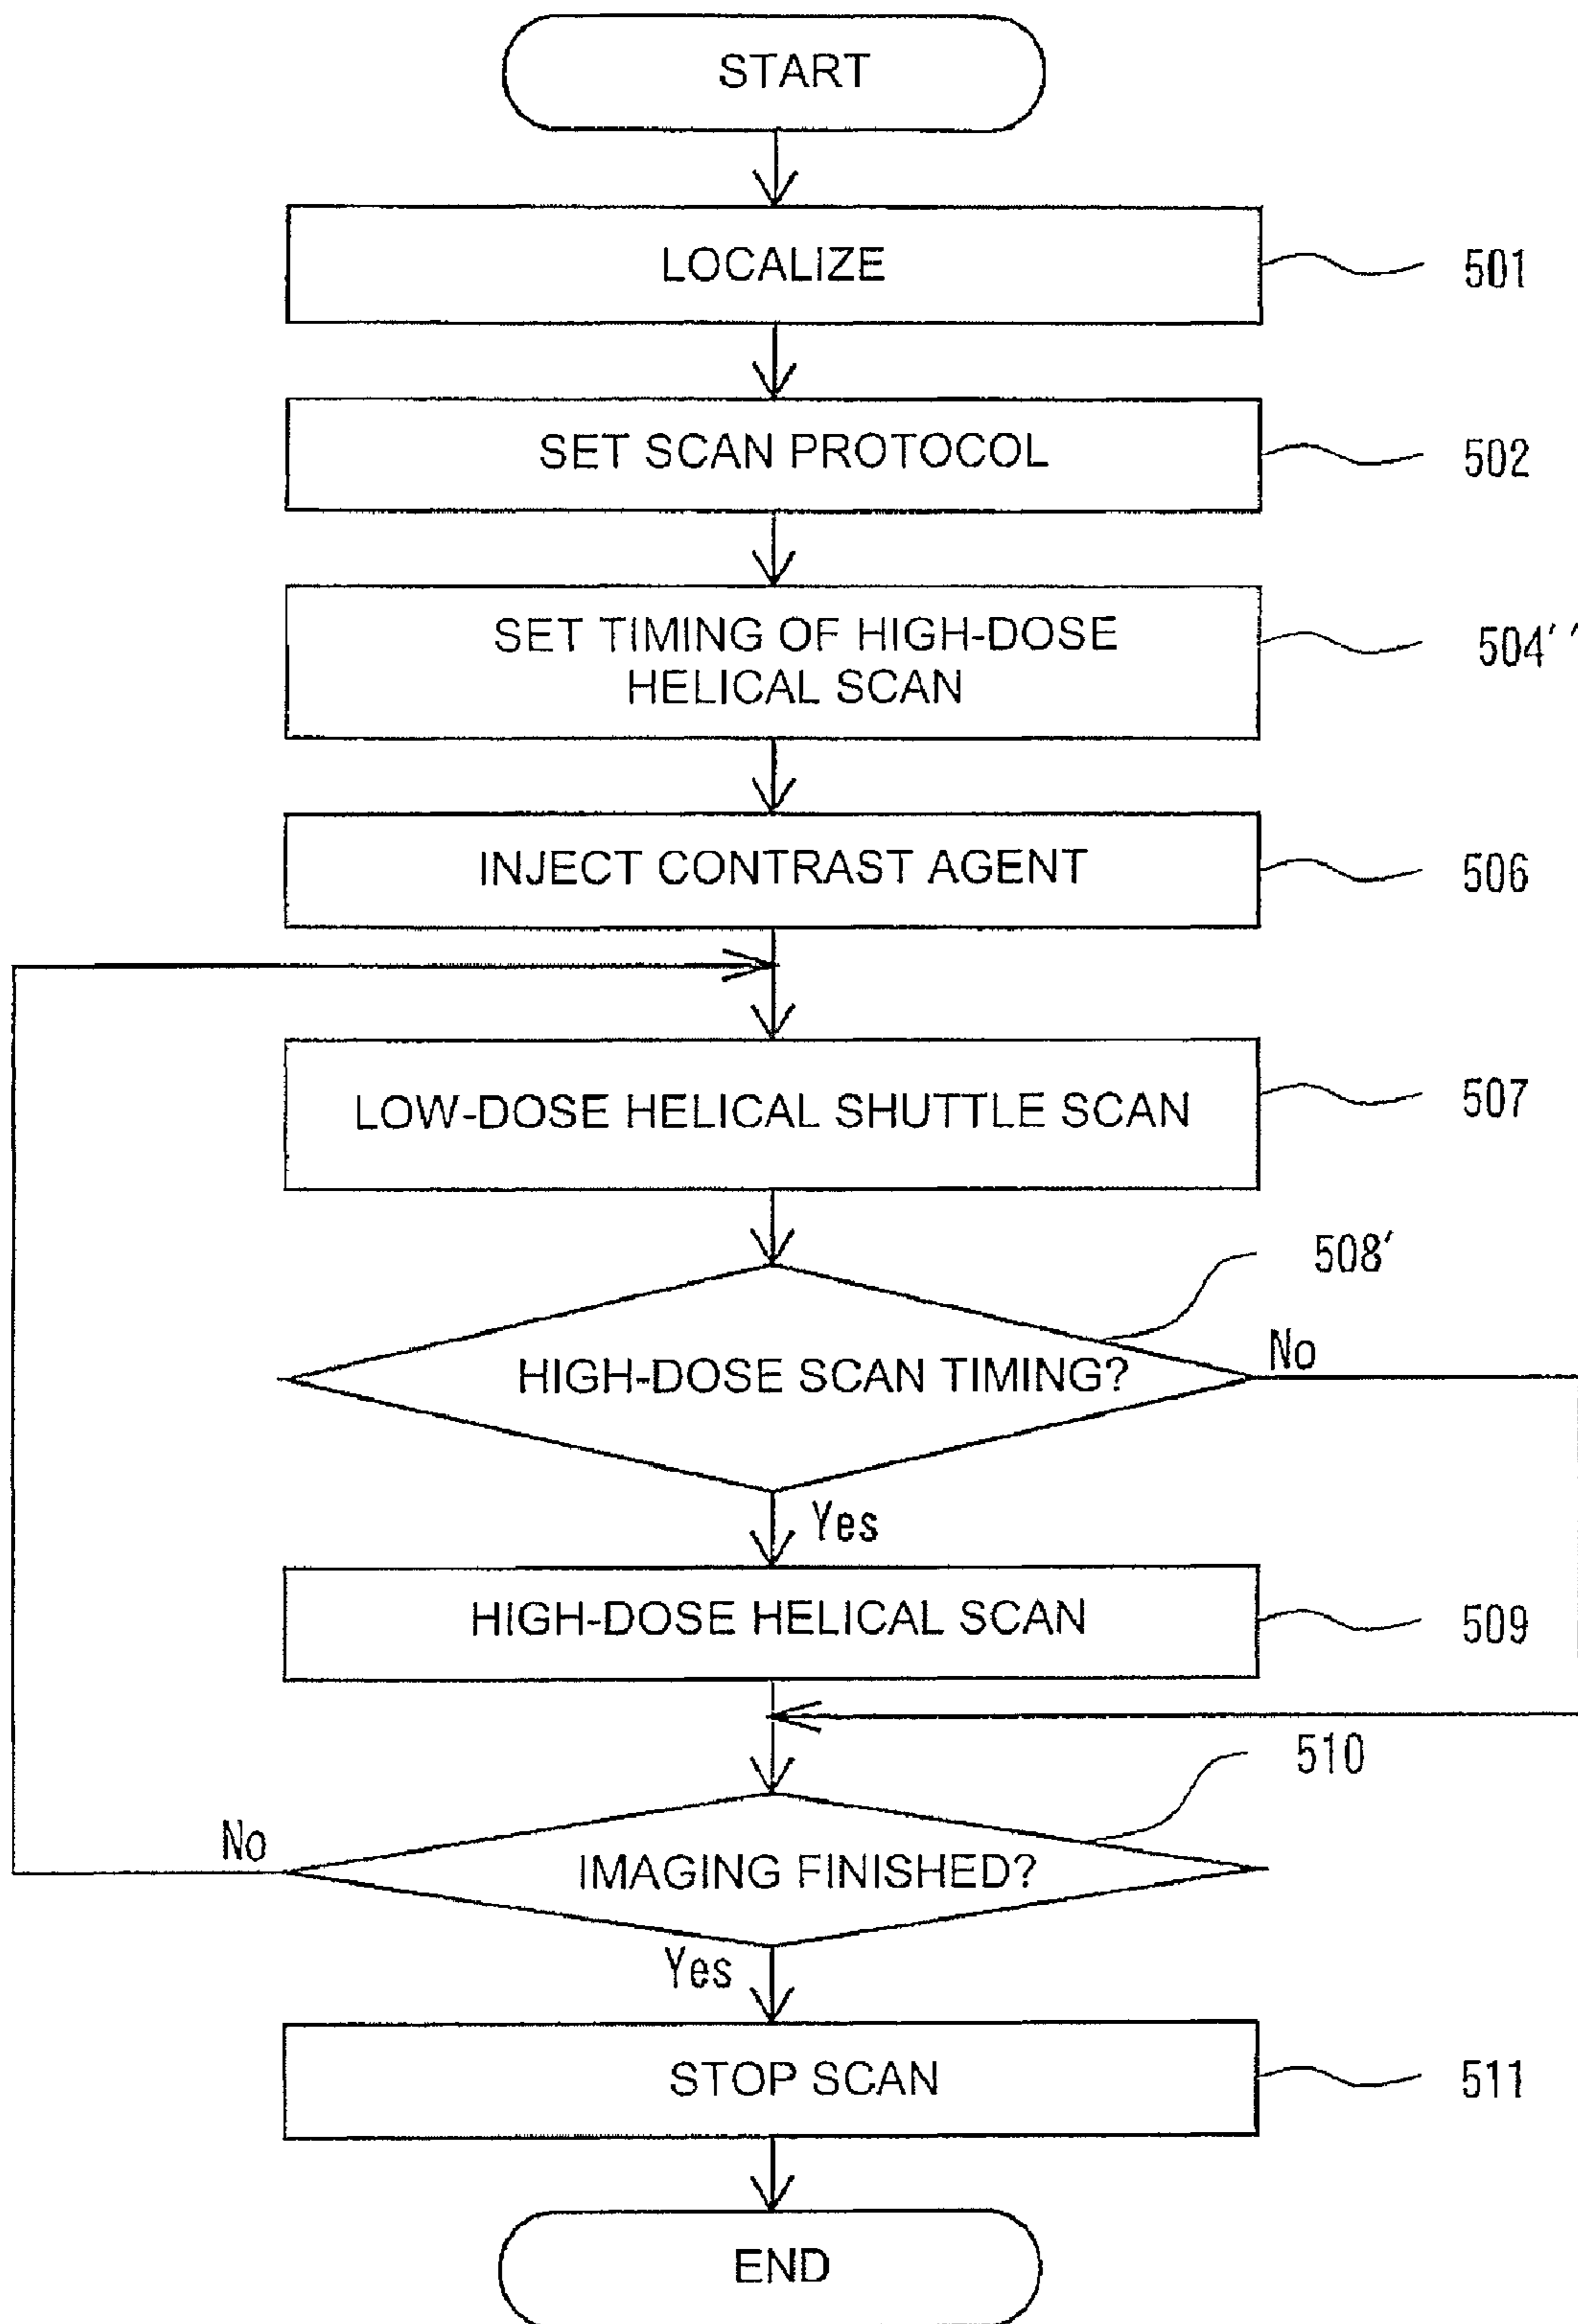 START
LOCALIZE
501
SET SCAN PROTOCOL
502
SET TIMING OF HIGH-DOSE
HELICAL SCAN
504′′
INJECT CONTRAST AGENT
506
LOW-DOSE HELICAL SHUTTLE SCAN
507
508′
HIGH-DOSE SCAN TIMING?
No
Yes
HIGH-DOSE HELICAL SCAN
509
510
No
IMAGING FINISHED?
Yes
STOP SCAN
511
END